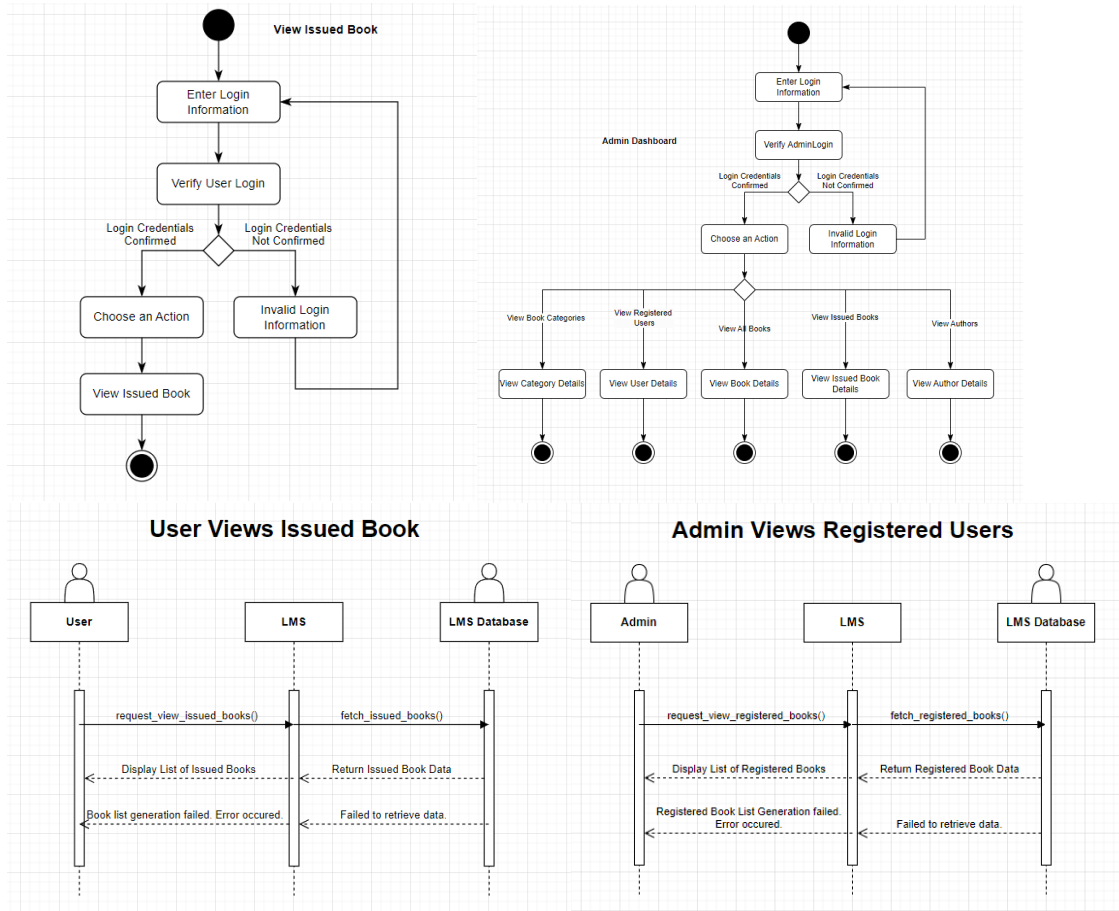 View Issued Book
Enter Login
Information
Verify User Login
Login Credentials
Confirmed
Login Credentials
Not Confirmed
Choose an Action
Invalid Login
Information
View Issued Book
Enter Login
Information
Admin Dashboard
Verify AdminLogin
Login Credentials
Confirmed
Login Credentials
Not Confirmed
Choose an Action
Invalid Login
Information
View Book Categories
View Registered
Users
View All Books
View Issued Books
View Authors
View Category Details
View User Details
View Book Details
View Issued Book
Details
View Author Details
User Views Issued Book
User
LMS
LMS Database
request_view_issued_books()
fetch_issued_books()
Display List of Issued Books
Return Issued Book Data
Book list generation failed. Error occured.
Failed to retrieve data.
Admin Views Registered Users
Admin
LMS
LMS Database
request_view_registered_books()
fetch_registered_books()
Display List of Registered Books
Return Registered Book Data
Registered Book List Generation failed.
Error occured.
Failed to retrieve data.